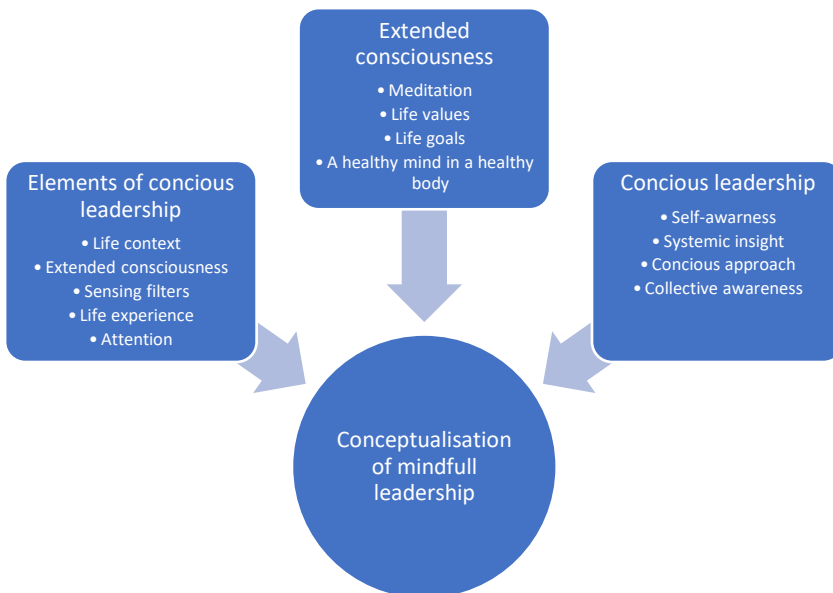 Extended
consciousness
• Meditation
• Life values
• Life goals
• A healthy mind in a healthy
body
Elements of concious
leadership
• Life context
• Extended consciousness
• Sensing filters
• Life experience
• Attention
Concious leadership
• Self-awarness
• Systemic insight
• Concious approach
• Collective awareness
Conceptualisation
of mindfull
leadership